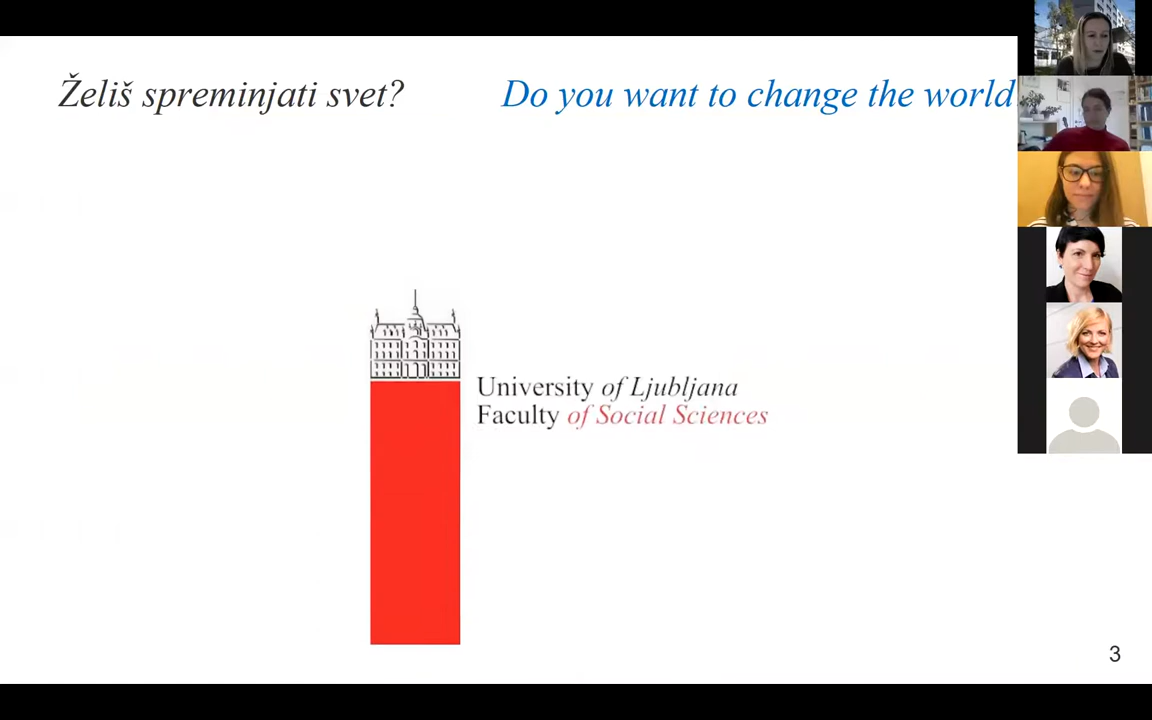 Želiš spreminjati svet?
Do you want to change the world
University of Ljubljana
Faculty of Social Sciences
3